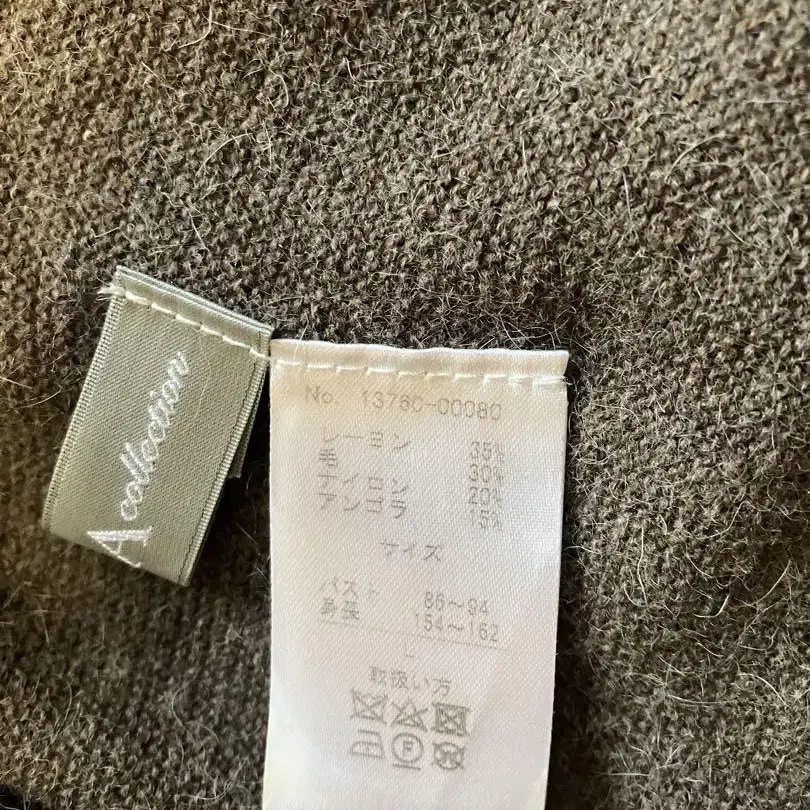 A collection
No. 13760-00080
レーヨン 35%
毛 30%
ナイロン 20%
アンゴラ 15%
サイズ
バスト 86〜94
身長 154〜162
L
取扱い方